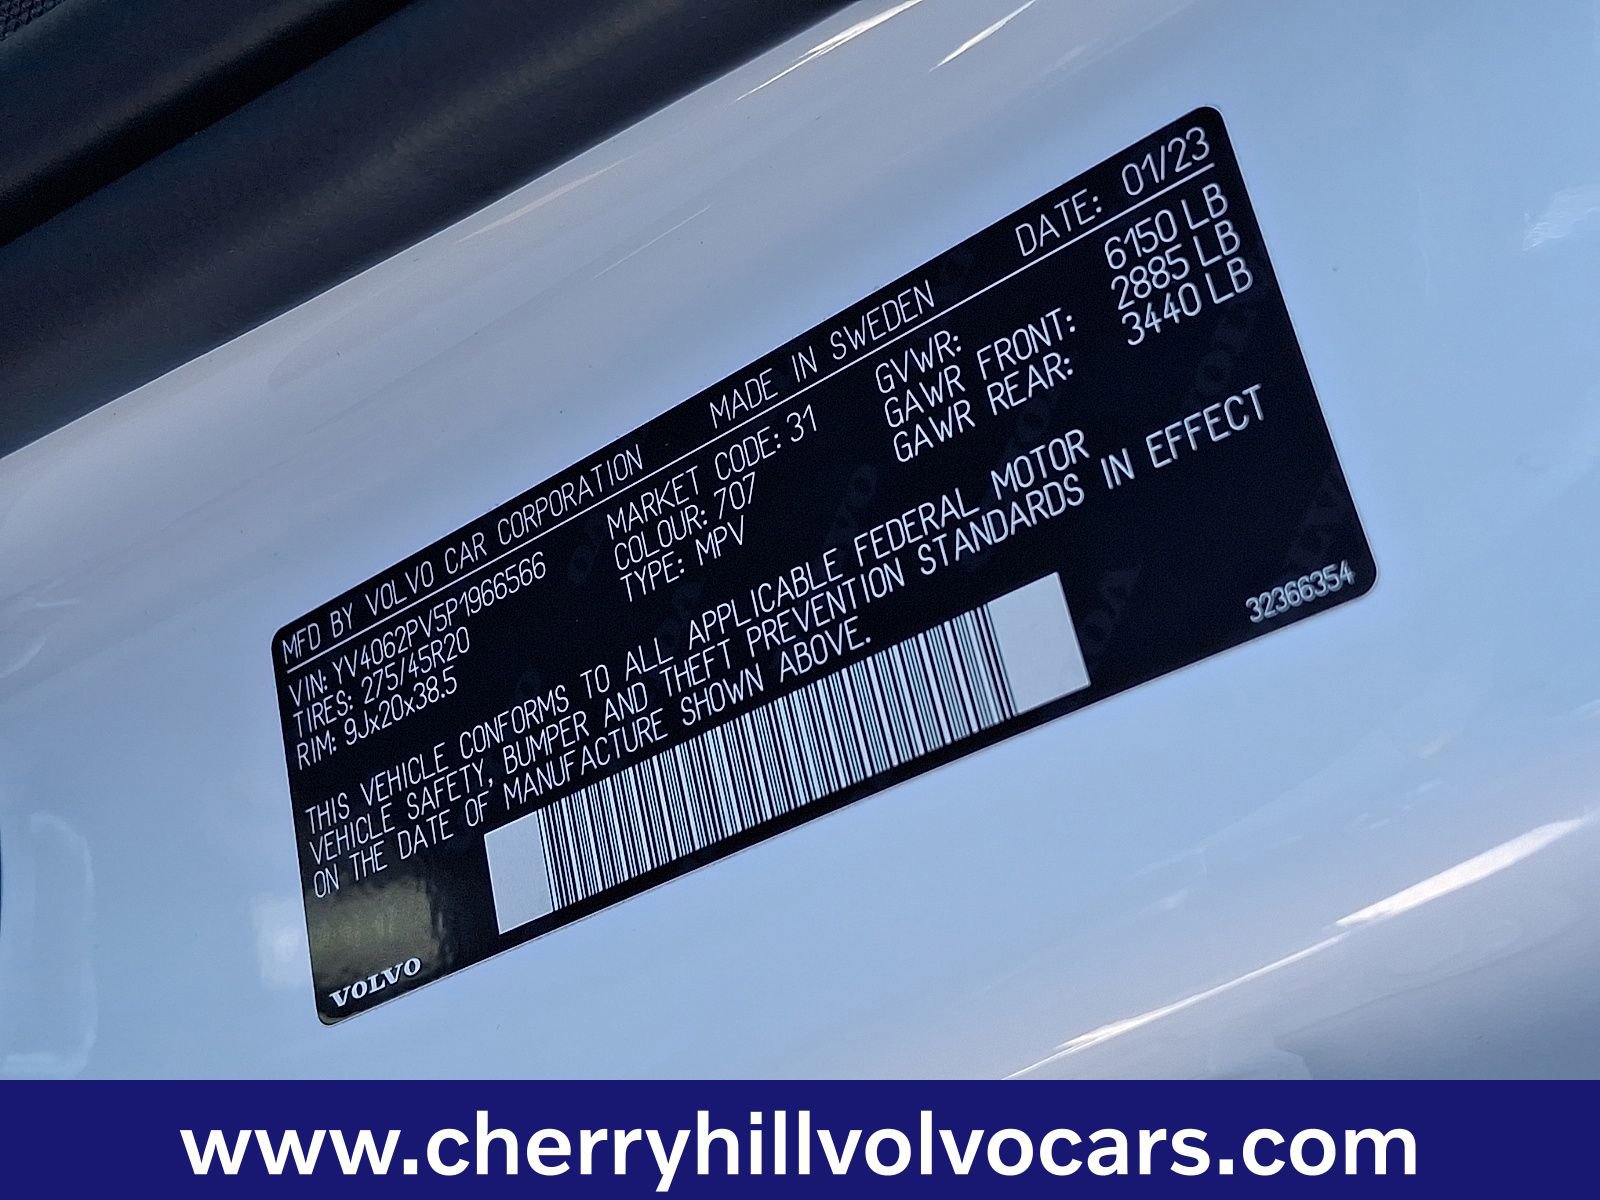 MFD BY VOLVO CAR CORPORATION MADE IN SWEDEN DATE: 01/23
VIN: YV4062PV5P1966566 MARKET CODE: 31 GVWR: 6150 LB
TIRES: 275/45R20 COLOUR: 707 GAWR FRONT: 2885 LB
RIM: 9Jx20x38.5 TYPE: MPV GAWR REAR: 3440 LB
THIS VEHICLE CONFORMS TO ALL APPLICABLE FEDERAL MOTOR
VEHICLE SAFETY, BUMPER AND THEFT PREVENTION STANDARDS IN EFFECT
ON THE DATE OF MANUFACTURE SHOWN ABOVE.
VOLVO
32366354
www.cherryhillvolvocars.com